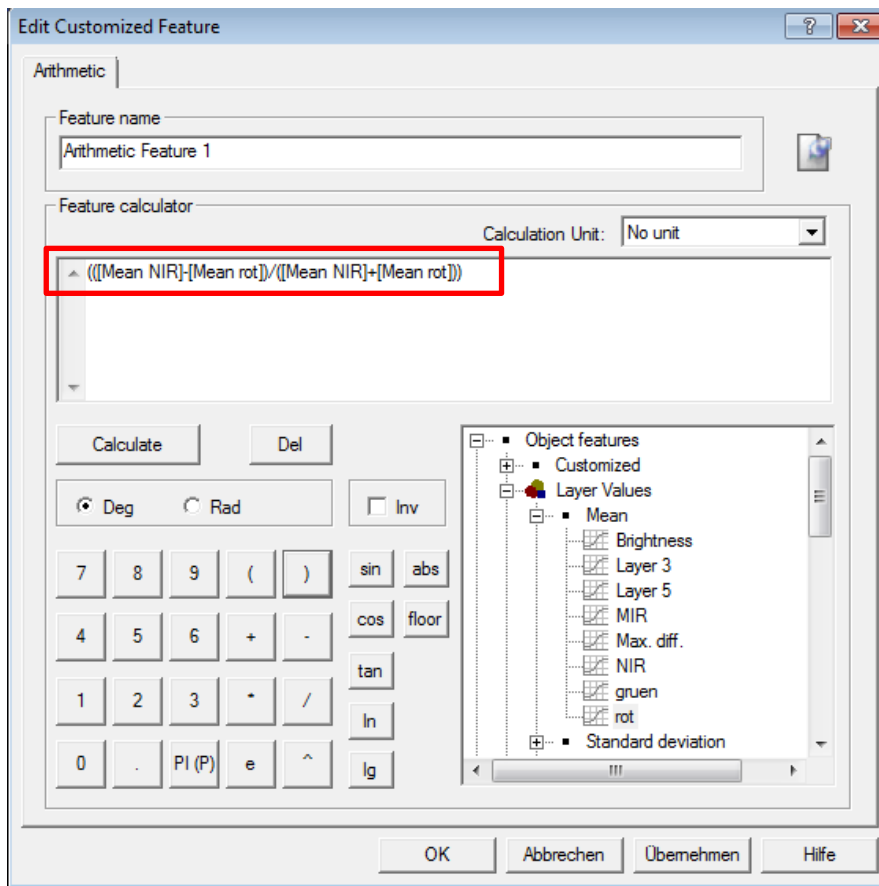 Edit Customized Feature
Arithmetic
Feature name
Arithmetic Feature 1
Feature calculator
Calculation Unit: No unit
(([Mean NIR]-[Mean rot])/([Mean NIR]+[Mean rot]))
Calculate Del
Deg Rad Inv
7 8 9 ( ) sin abs
4 5 6 + - cos floor
tan
1 2 3 * / ln
0 . PI (P) e ^ lg
Object features
Customized
Layer Values
Mean
Brightness
Layer 3
Layer 5
MIR
Max. diff.
NIR
gruen
rot
Standard deviation
OK Abbrechen Übernehmen Hilfe